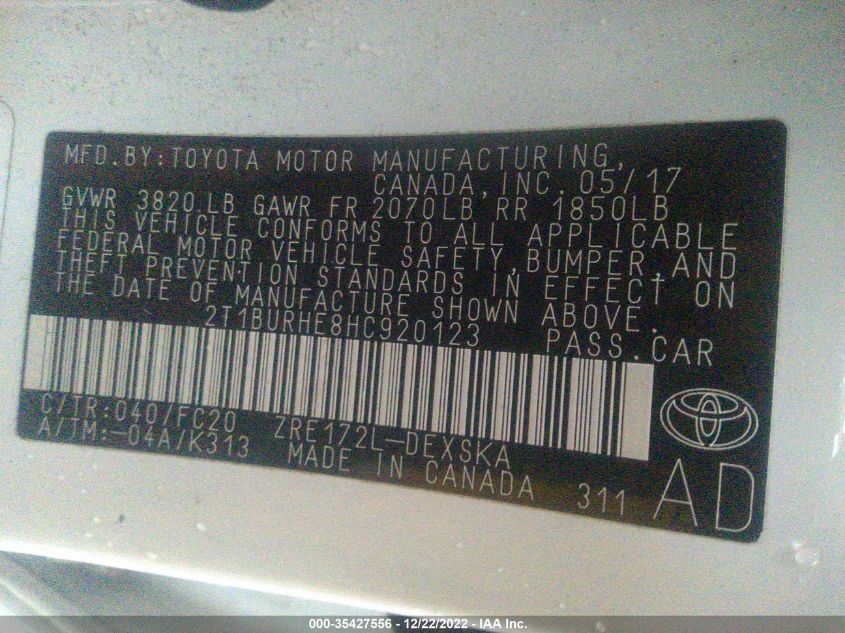 MFD.BY:TOYOTA MOTOR MANUFACTURING,
CANADA,INC. 05/17
GVWR 3820LB GAWR FR 2070LB RR 1850LB
THIS VEHICLE CONFORMS TO ALL APPLICABLE
FEDERAL MOTOR VEHICLE SAFETY,BUMPER,AND
THEFT PREVENTION STANDARDS IN EFFECT ON
THE DATE OF MANUFACTURE SHOWN ABOVE.
2T1BURHE8HC920123 PASS.CAR
C/TR:040/FC20 ZRE172L-DEXSKA
A/TM:-04A/K313 MADE IN CANADA 311
AD
000-35427556 - 12/22/2022 - IAA Inc.